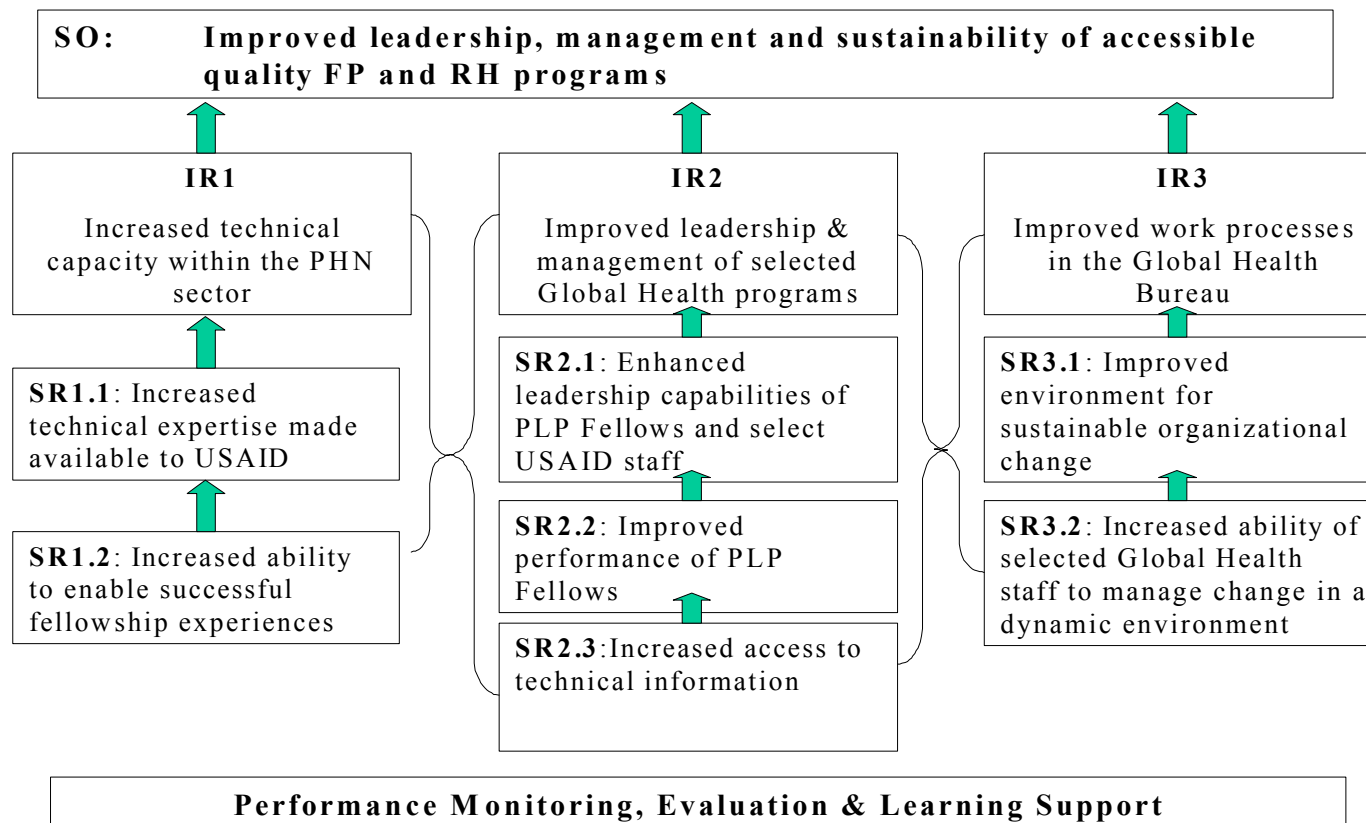 SO: Improved leadership, management and sustainability of accessible
quality FP and RH programs
IR1
Increased technical
capacity within the PHN
sector
SR1.1: Increased
technical expertise made
available to USAID
SR1.2: Increased ability
to enable successful
fellowship experiences
IR2
Improved leadership &
management of selected
Global Health programs
SR2.1: Enhanced
leadership capabilities of
PLP Fellows and select
USAID staff
SR2.2: Improved
performance of PLP
Fellows
SR2.3:Increased access to
technical information
IR3
Improved work processes
in the Global Health
Bureau
SR3.1: Improved
environment for
sustainable organizational
change
SR3.2: Increased ability of
selected Global Health
staff to manage change in a
dynamic environment
Performance Monitoring, Evaluation & Learning Support